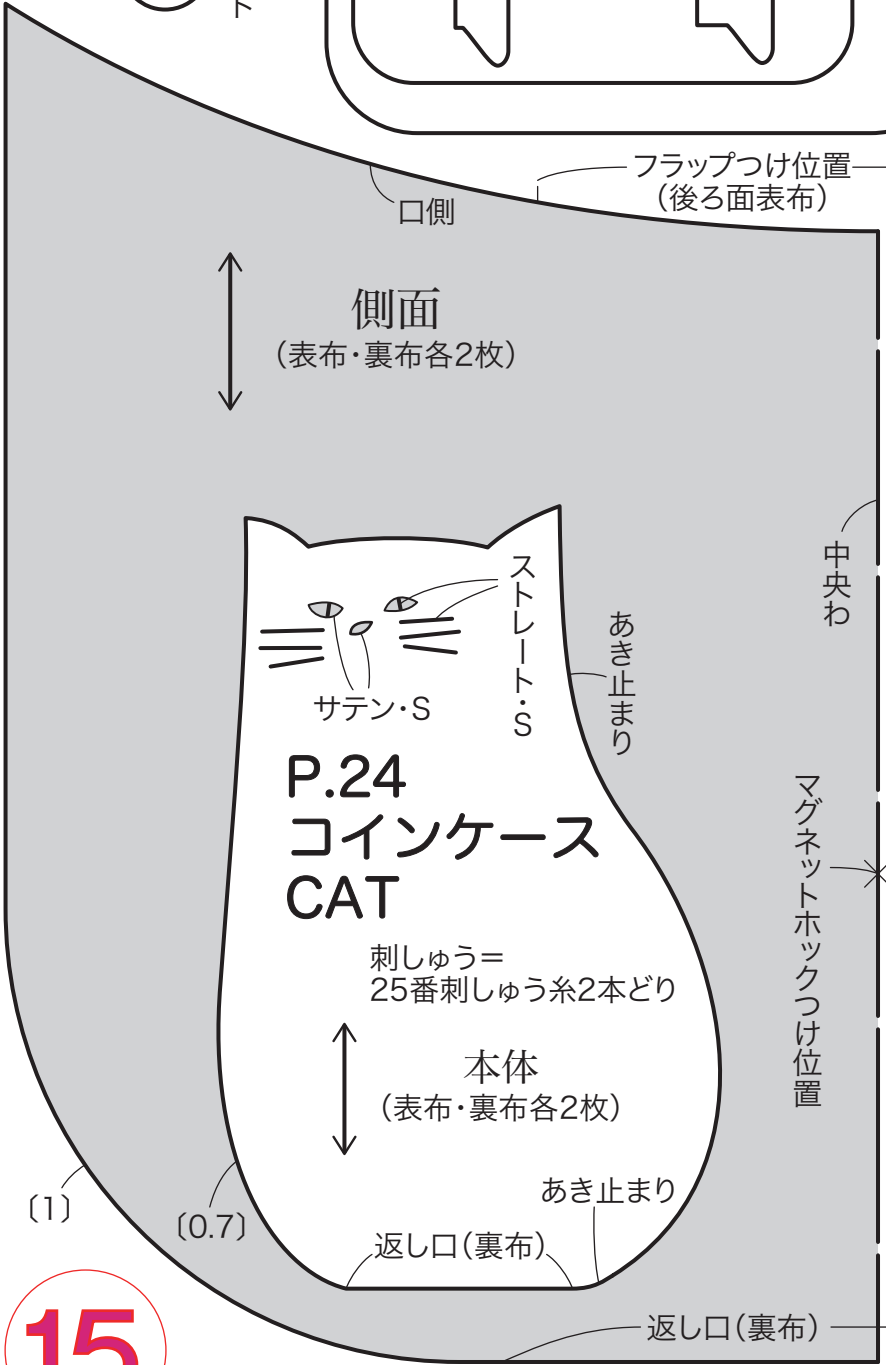 ト
フラップつけ位置
(後ろ面表布)
口側
側面
(表布・裏布各2枚)
中央わ
ストレート・S
あき止まり
サテン・S
P.24
コインケース
CAT
マグネットホックつけ位置
刺しゅう=
25番刺しゅう糸2本どり
本体
(表布・裏布各2枚)
あき止まり
〔1〕
〔0.7〕
返し口(裏布)
15
返し口(裏布)